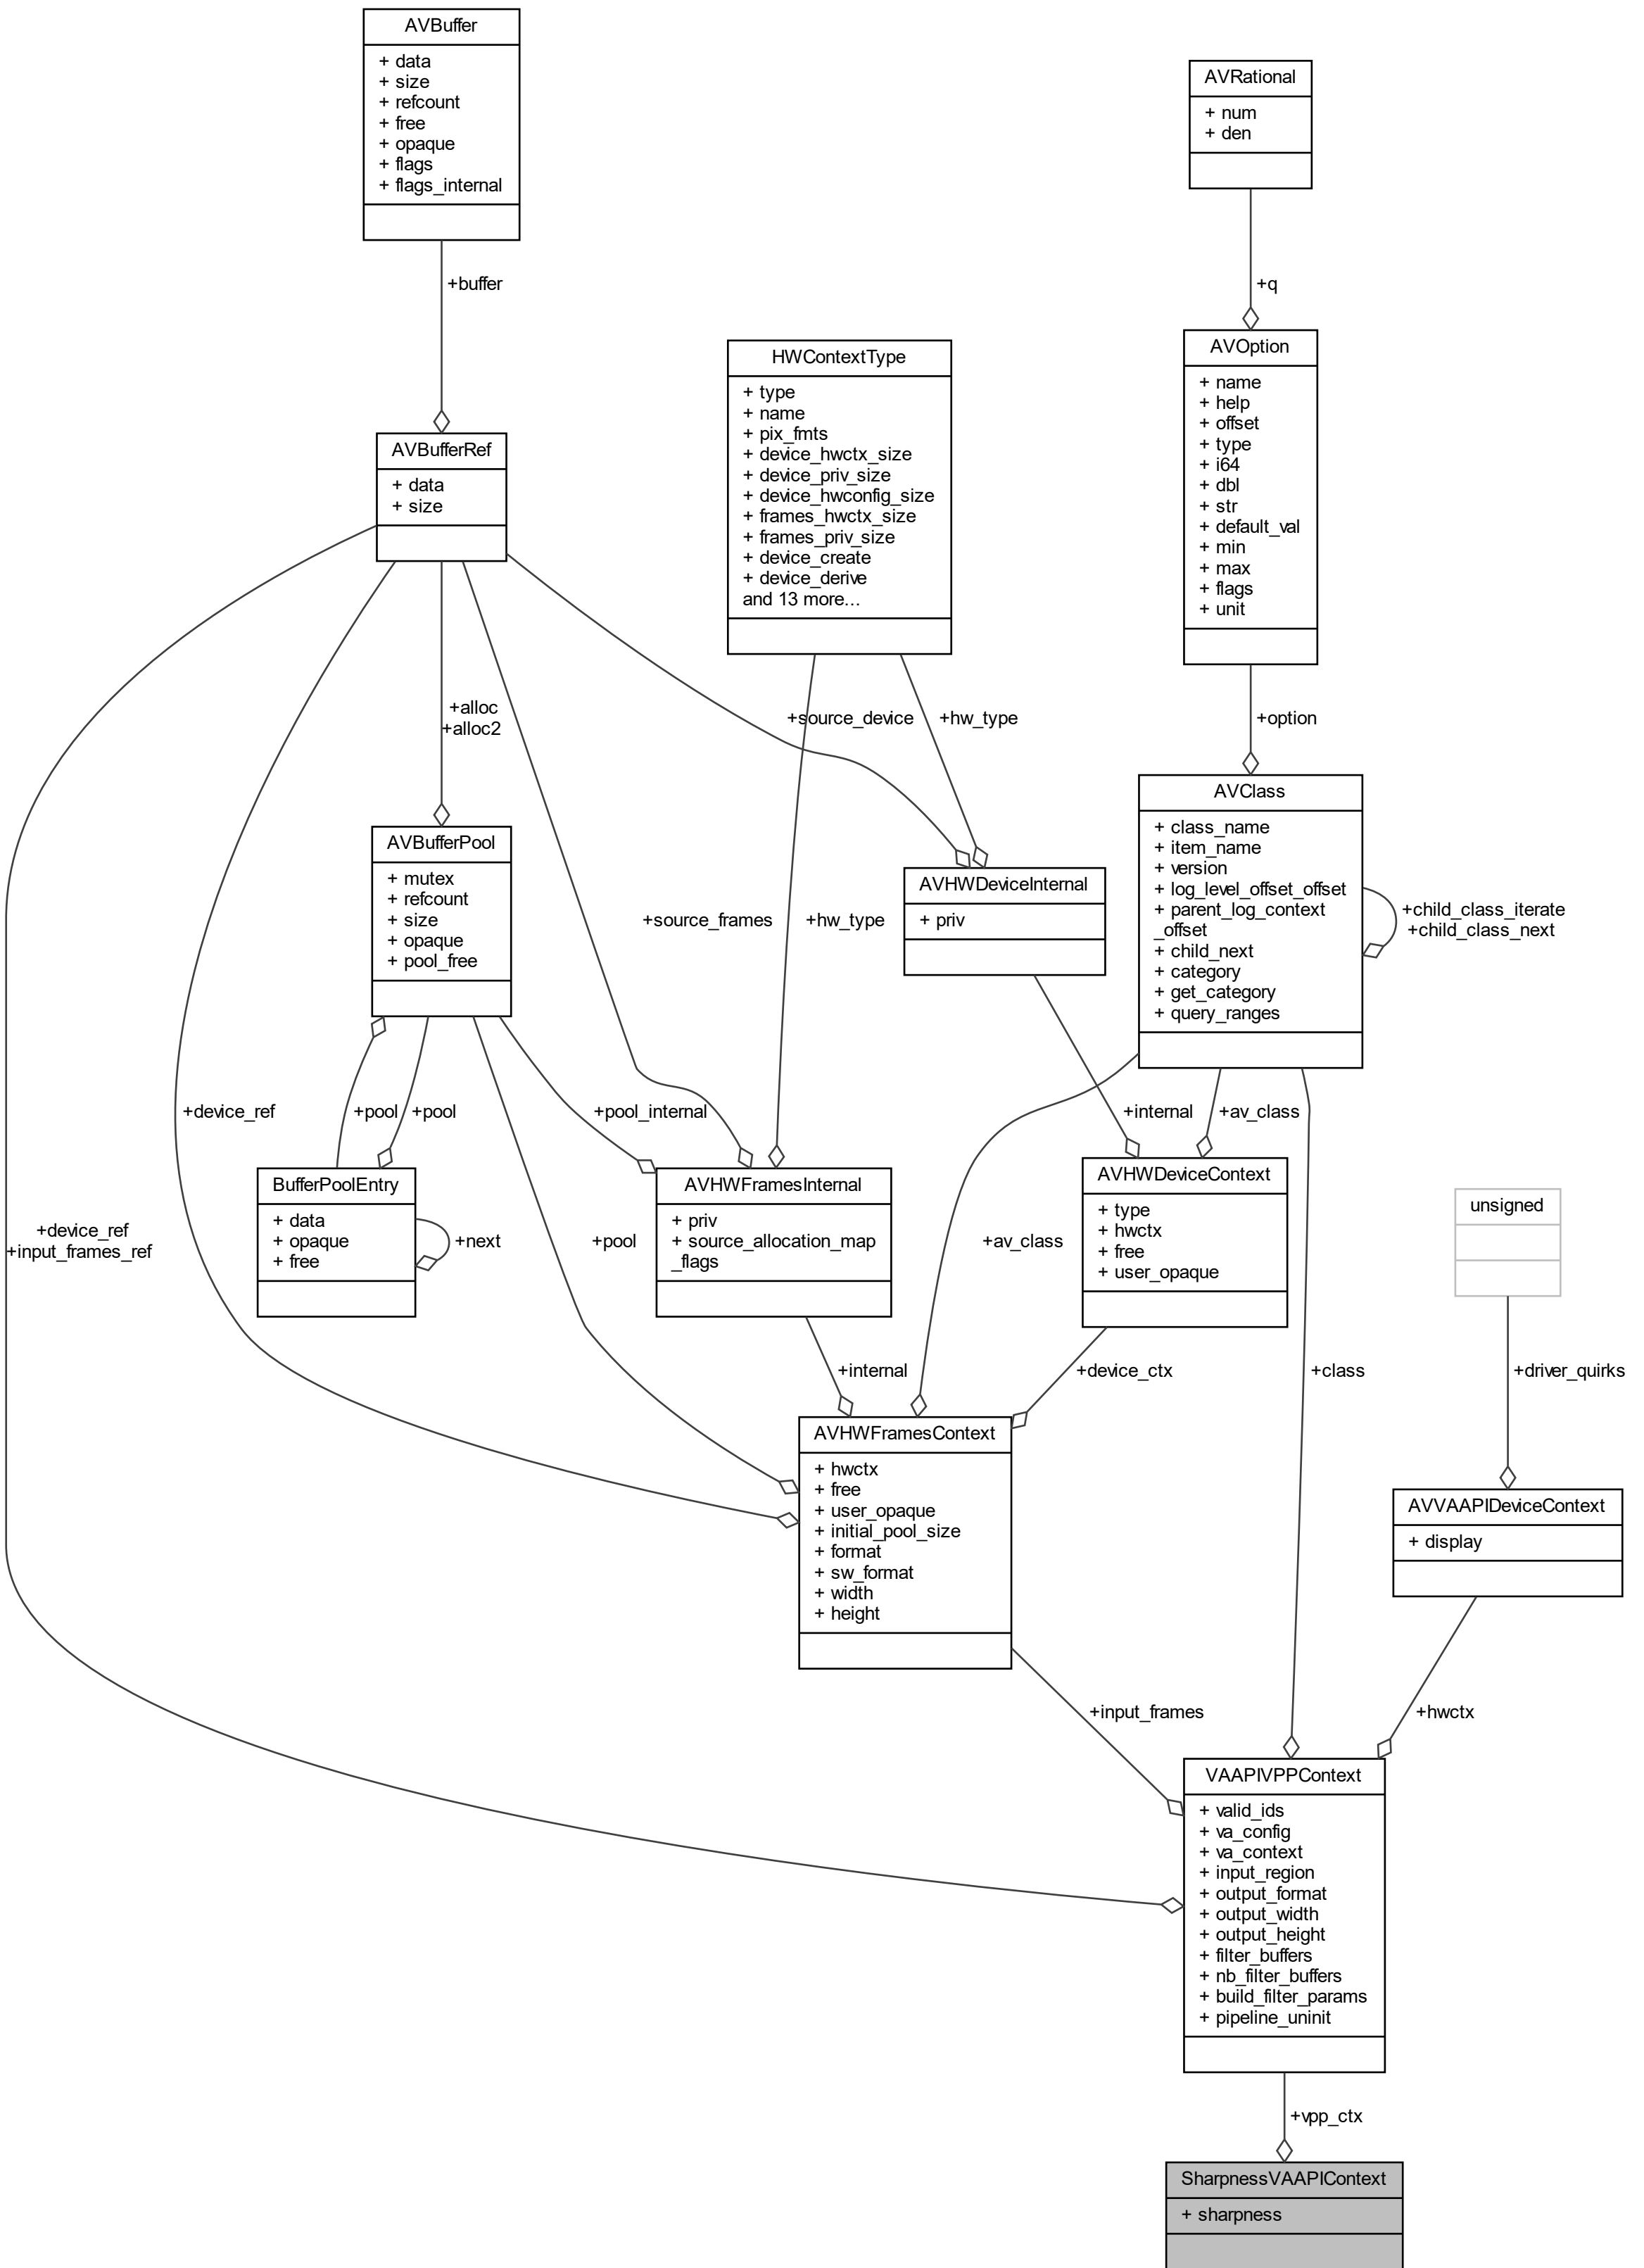 AVBuffer
+ data
+ size
+ refcount
+ free
+ opaque
+ flags
+ flags_internal
AVRational
+ num
+ den
+buffer
+q
AVOption
+ name
+ help
+ offset
+ type
+ i64
+ dbl
+ str
+ default_val
+ min
+ max
+ flags
+ unit
HWContextType
+ type
+ name
+ pix_fmts
+ device_hwctx_size
+ device_priv_size
+ device_hwconfig_size
+ frames_hwctx_size
+ frames_priv_size
+ device_create
+ device_derive
and 13 more...
AVBufferRef
+ data
+ size
+alloc
+alloc2
+source_device
+hw_type
+option
AVClass
+ class_name
+ item_name
+ version
+ log_level_offset_offset
+ parent_log_context
_offset
+ child_next
+ category
+ get_category
+ query_ranges
+child_class_iterate
+child_class_next
AVBufferPool
+ mutex
+ refcount
+ size
+ opaque
+ pool_free
+source_frames
+hw_type
AVHWDeviceInternal
+ priv
+device_ref
+pool
+pool
+pool_internal
+internal
+av_class
BufferPoolEntry
+ data
+ opaque
+ free
+next
+device_ref
+input_frames_ref
+pool
AVHWFramesInternal
+ priv
+ source_allocation_map
_flags
+av_class
AVHWDeviceContext
+ type
+ hwctx
+ free
+ user_opaque
unsigned
+internal
+device_ctx
+class
+driver_quirks
AVHWFramesContext
+ hwctx
+ free
+ user_opaque
+ initial_pool_size
+ format
+ sw_format
+ width
+ height
AVVAAPIDeviceContext
+ display
+input_frames
+hwctx
VAAPIVPPContext
+ valid_ids
+ va_config
+ va_context
+ input_region
+ output_format
+ output_width
+ output_height
+ filter_buffers
+ nb_filter_buffers
+ build_filter_params
+ pipeline_uninit
+vpp_ctx
SharpnessVAAPIContext
+ sharpness